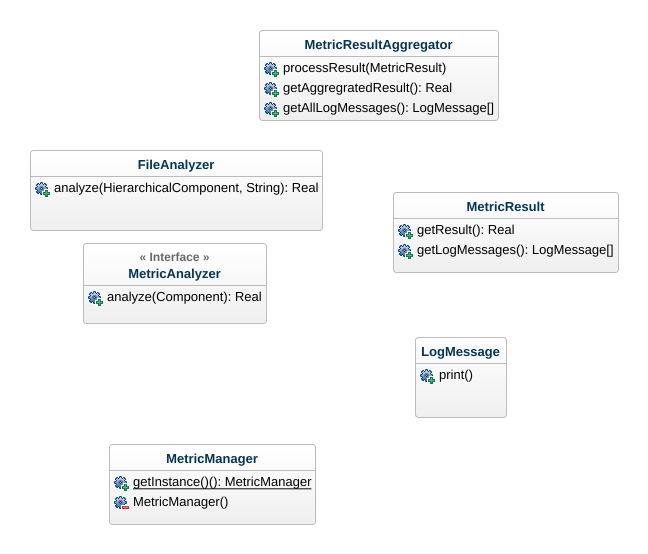 MetricResultAggregator
processResult(MetricResult)
getAggregratedResult(): Real
getAllLogMessages(): LogMessage[]
FileAnalyzer
analyze(HierarchicalComponent, String): Real
MetricResult
getResult(): Real
getLogMessages(): LogMessage[]
« Interface »
MetricAnalyzer
analyze(Component): Real
LogMessage
print()
MetricManager
getInstance()(): MetricManager
MetricManager()